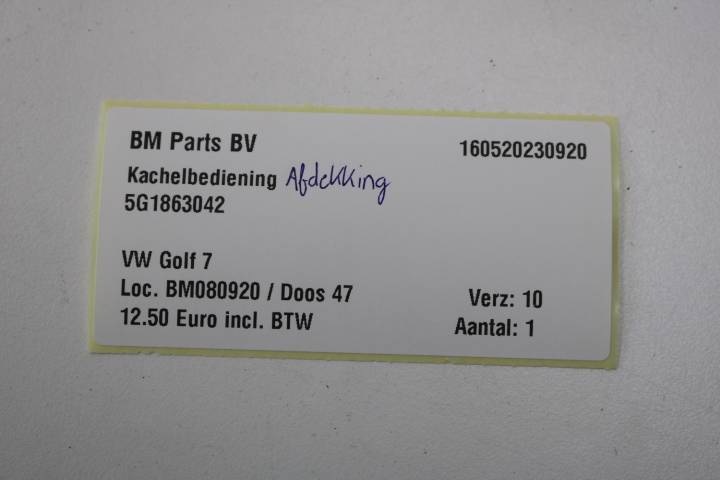 BM Parts BV 160520230920
Kachelbediening Afdekking
5G1863042
VW Golf 7
Loc. BM080920 / Doos 47 Verz: 10
12.50 Euro incl. BTW Aantal: 1